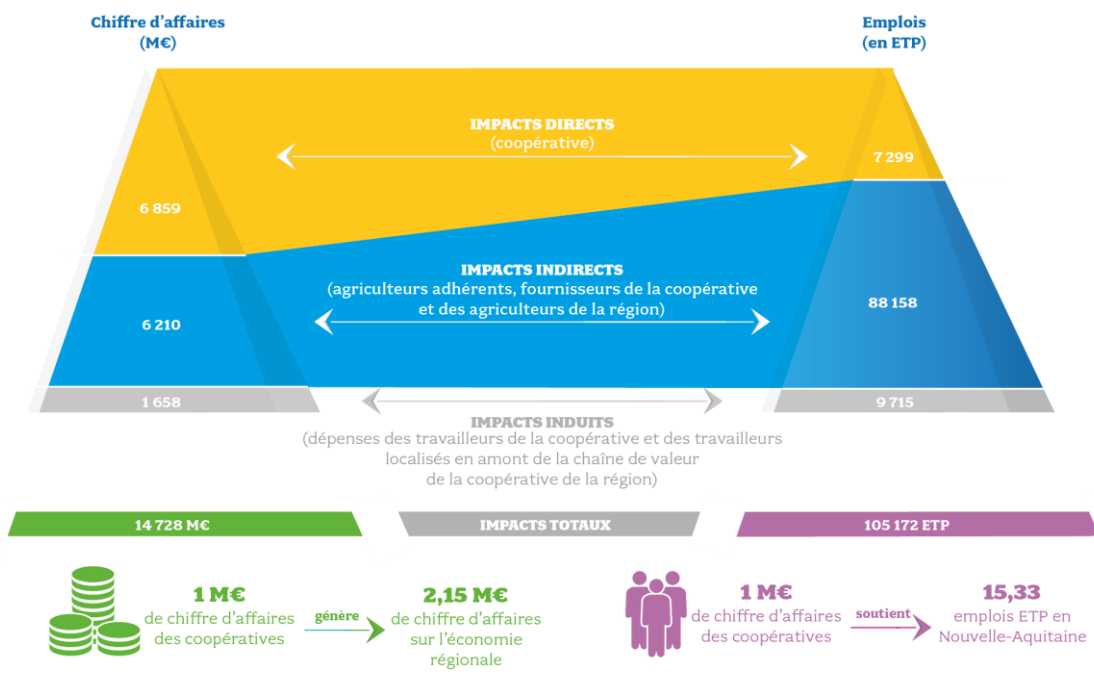 Chiffre d'affaires
(M€)
Emplois
(en ETP)
IMPACTS DIRECTS
(coopérative)
6 859
7 299
IMPACTS INDIRECTS
(agriculteurs adhérents, fournisseurs de la coopérative
et des agriculteurs de la région)
6 210
88 158
1 658
9 715
IMPACTS INDUITS
(dépenses des travailleurs de la coopérative et des travailleurs
localisés en amont de la chaîne de valeur
de la coopérative de la région)
14 728 M€
IMPACTS TOTAUX
105 172 ETP
1 M€
de chiffre d'affaires
des coopératives
génère
2,15 M€
de chiffre d'affaires
sur l'économie
régionale
1 M€
de chiffre d'affaires
des coopératives
soutient
15,33
emplois ETP en
Nouvelle-Aquitaine